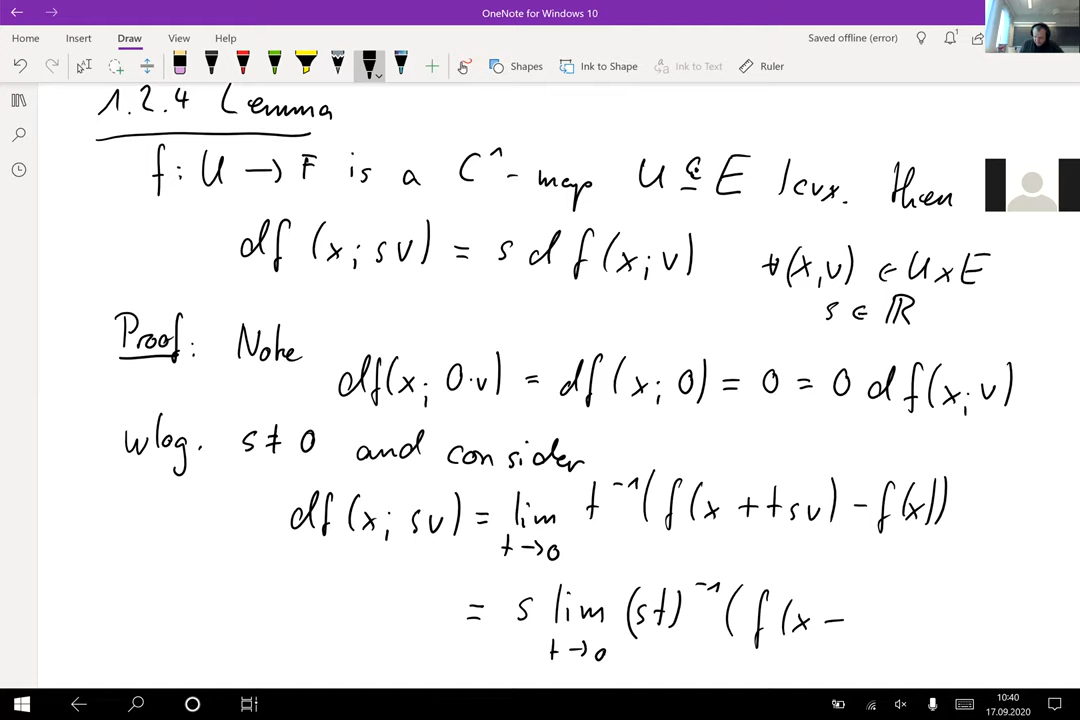 OneNote for Windows 10
Home Insert Draw View Help
Saved offline (error)
Shapes Ink to Shape Ink to Text Ruler
1.2.4 Lemma
f : U → F is a C^1-map U ⊆ E lcvx. then
df(x; sv) = s df(x; v) ∀(x,v) ∈ U×E
s ∈ ℝ
Proof: Note
df(x; 0·v) = df(x; 0) = 0 = 0 df(x; v)
wlog. s ≠ 0 and consider
df(x; sv) = lim t^{-1}(f(x + tsv) - f(x))
t→0
= s lim (st)^{-1}(f(x -
t→0
10:40
17.09.2020